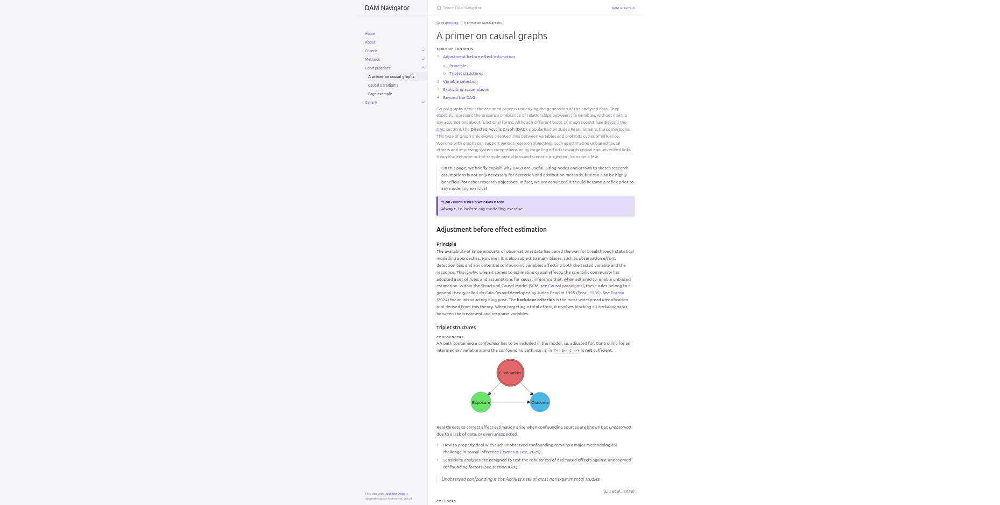 DAM Navigator
Search DAM Navigator
DAM on GitHub
Home
About
Criteria
Methods
Good practices
A primer on causal graphs
Causal paradigms
Page example
Gallery
This site uses Just the Docs, a
documentation theme for Jekyll.
Good practices / A primer on causal graphs
A primer on causal graphs
TABLE OF CONTENTS
1 Adjustment before effect estimation
a Principle
b Triplet structures
2 Variable selection
3 Expliciting assumptions
4 Beyond the DAG
Causal graphs depict the assumed process underlying the generation of the analysed data. They
explicitly represent the presence or absence of relationships between the variables, without making
any assumptions about functional forms. Although different types of graph coexist (see Beyond the
DAG section), the Directed Acyclic Graph (DAG), popularised by Judea Pearl, remains the cornerstone.
This type of graph only allows oriented links between variables and prohibits cycles of influence.
Working with graphs can support various research objectives, such as estimating unbiased causal
effects and improving system comprehension by targeting efforts towards critical and unverified links.
It can also enhance out-of-sample predictions and scenario projection, to name a few.
On this page, we briefly explain why DAGs are useful. Using nodes and arrows to sketch research
assumptions is not only necessary for detection and attribution methods, but can also be highly
beneficial for other research objectives. In fact, we are convinced it should become a reflex prior to
any modelling exercise!
TL;DR - WHEN SHOULD WE DRAW DAGS?
Always, i.e. before any modelling exercise.
Adjustment before effect estimation
Principle
The availability of large amounts of observational data has paved the way for breakthrough statistical
modelling approaches. However, it is also subject to many biases, such as observation effort,
detection bias and any potential confounding variables affecting both the tested variable and the
response. This is why, when it comes to estimating causal effects, the scientific community has
adopted a set of rules and assumptions for causal inference that, when adhered to, enable unbiased
estimation. Within the Structural Causal Model (SCM, see Causal paradigms), these rules belong to a
general theory called do-Calculus and developed by Judea Pearl in 1995 (Pearl, 1995). See Entrop
(2024) for an introductory blog post. The backdoor criterion is the most widespread identification
tool derived from this theory. When targeting a total effect, it involves blocking all backdoor paths
between the treatment and response variables.
Triplet structures
CONFOUNDERS
AA path containing a confounder has to be included in the model, i.e. adjusted for. Controlling for an
intermediary variable along the confounding path, e.g. B in T<--B<--C-->Y is not sufficient.
Confounder
Exposure
Outcome
Real threats to correct effect estimation arise when confounding sources are known but unobserved
due to a lack of data, or even unexpected.
• How to properly deal with such unobserved confounding remains a major methodological
challenge in causal inference (Byrnes & Dee, 2025).
• Sensitivity analyses are designed to test the robustness of estimated effects against unobserved
confounding factors (see section XXX).
Unobserved confounding is the Achilles heel of most nonexperimental studies
(Liu et al., 2013)
COLLIDERS